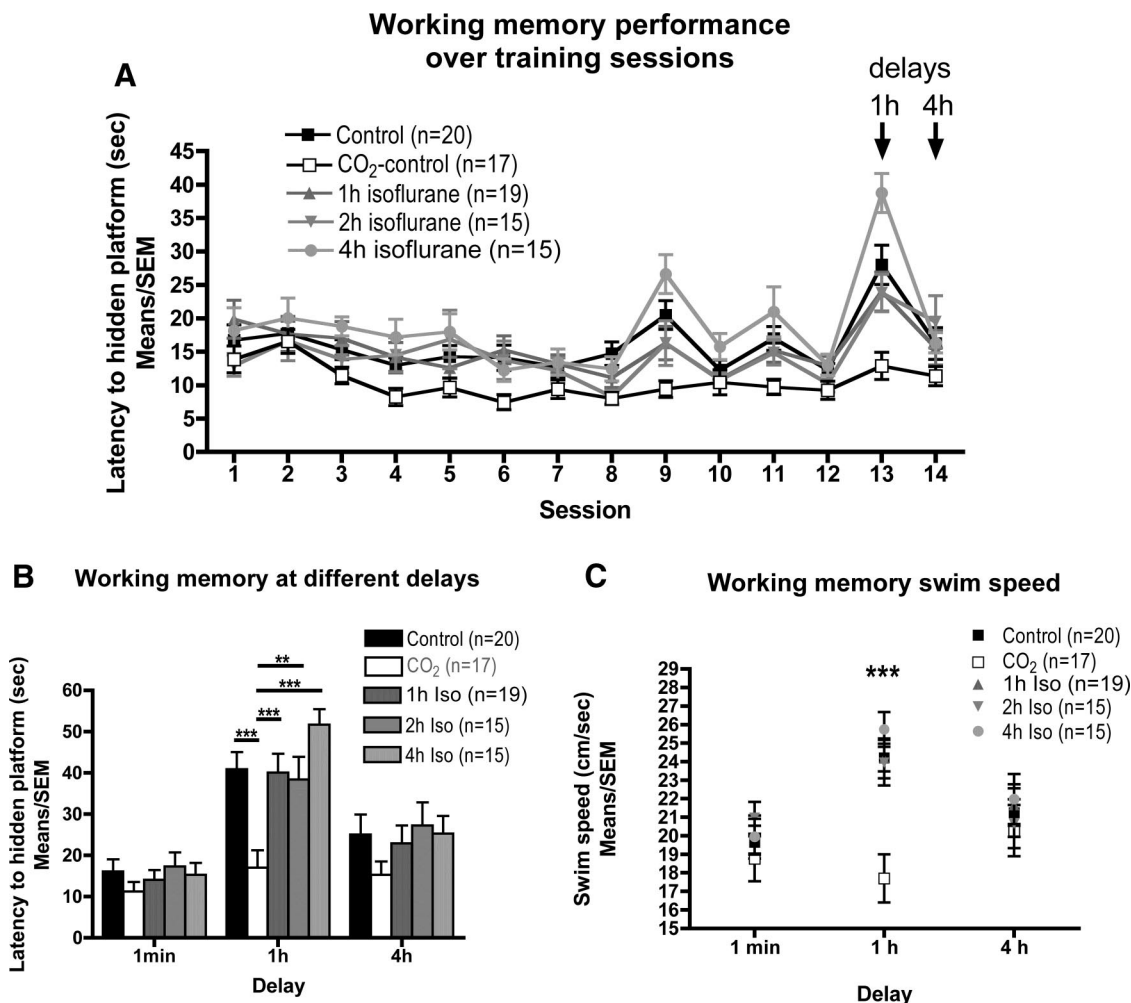 Working memory performance
over training sessions
A
delays
1h 4h
Control (n=20)
CO₂-control (n=17)
1h isoflurane (n=19)
2h isoflurane (n=15)
4h isoflurane (n=15)
Latency to hidden platform (sec)
Means/SEM
45
40
35
30
25
20
15
10
5
0
1 2 3 4 5 6 7 8 9 10 11 12 13 14
Session
B Working memory at different delays
Control (n=20)
CO₂ (n=17)
1h Iso (n=19)
2h Iso (n=15)
4h Iso (n=15)
Latency to hidden platform (sec)
Means/SEM
60
50
40
30
20
10
0
**
***
***
***
1min 1h 4h
Delay
C Working memory swim speed
Control (n=20)
CO₂ (n=17)
1h Iso (n=19)
2h Iso (n=15)
4h Iso (n=15)
Swim speed (cm/sec)
Means/SEM
29
28
27
26
25
24
23
22
21
20
19
18
17
16
15
***
1 min 1 h 4 h
Delay